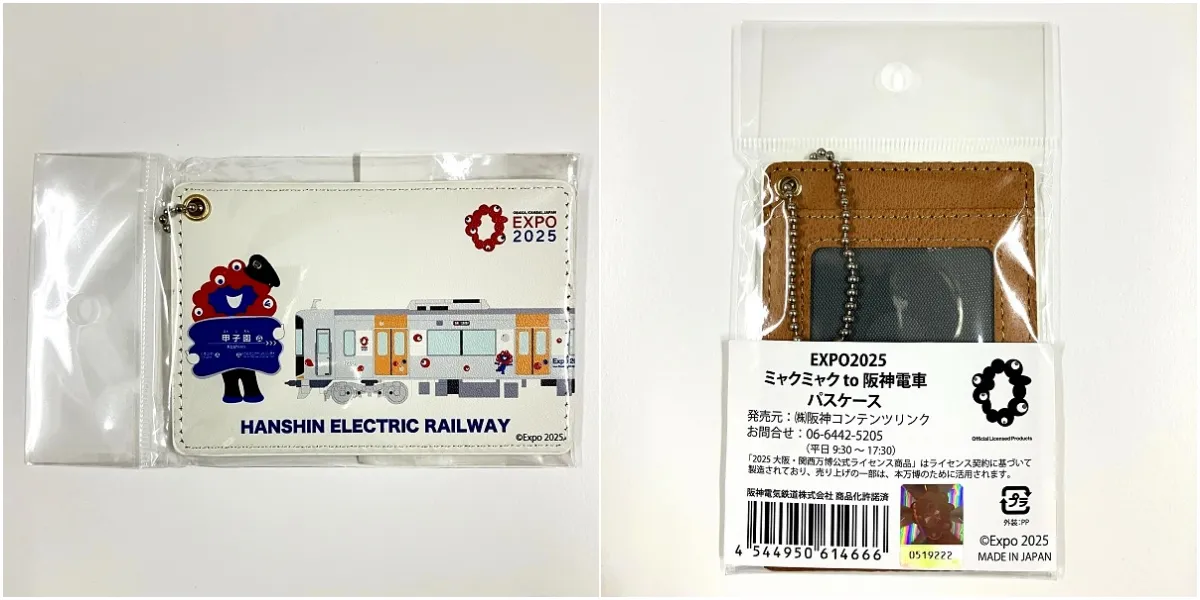 OSAKA, KANSAI, JAPAN
EXPO
2025
甲子園
HANSHIN ELECTRIC RAILWAY
©Expo 2025
EXPO2025
ミャクミャク to 阪神電車
パスケース
発売元：㈱阪神コンテンツリンク
お問合せ：06-6442-5205
（平日 9:30 ～ 17:30）
「2025 大阪・関西万博公式ライセンス商品」はライセンス契約に基づいて
製造されており、売り上げの一部は、本万博のために活用されます。
Official Licensed Products
阪神電気鉄道株式会社 商品化許諾済
4 544950 614666
0519222
プラ
外装：PP
©Expo 2025
MADE IN JAPAN